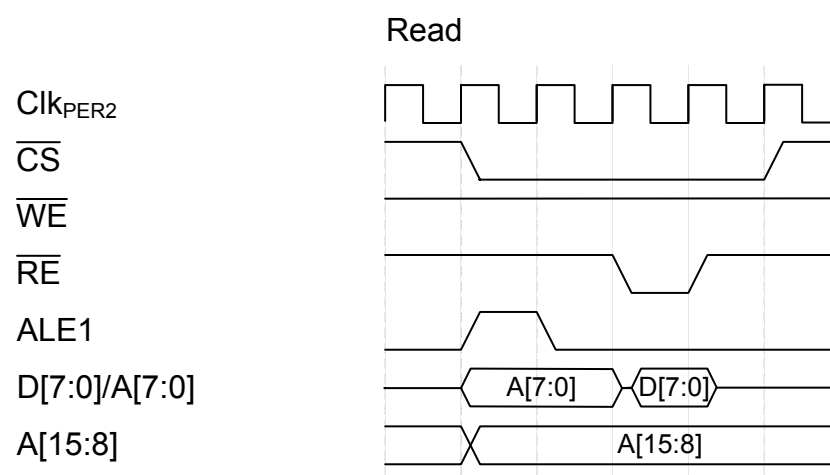 Read
ClkPER2
CS
WE
RE
ALE1
D[7:0]/A[7:0] A[7:0] D[7:0]
A[15:8] A[15:8]